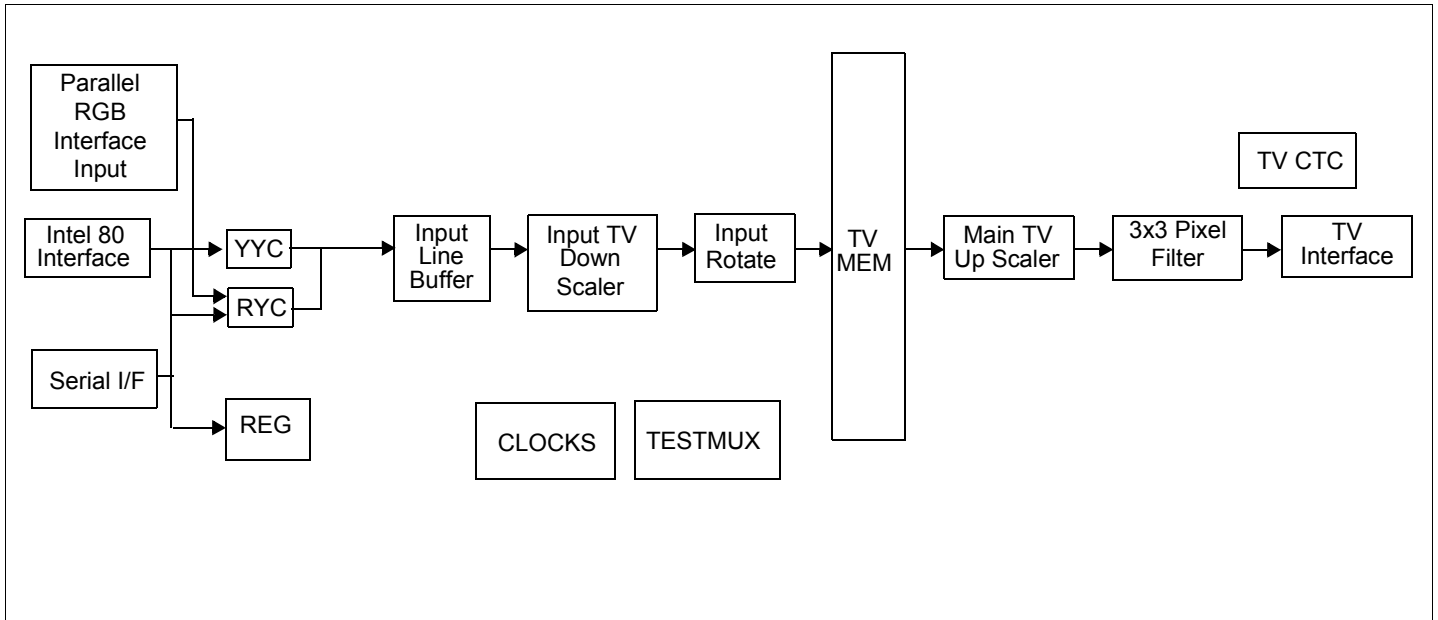 Parallel
RGB
Interface
Input
Intel 80
Interface
Serial I/F
YYC
RYC
REG
Input
Line
Buffer
Input TV
Down
Scaler
Input
Rotate
CLOCKS
TESTMUX
TV
MEM
Main TV
Up Scaler
3x3 Pixel
Filter
TV CTC
TV
Interface